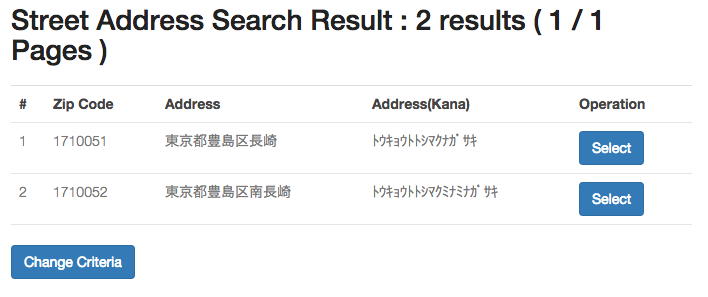 Street Address Search Result : 2 results ( 1 / 1
Pages )
# Zip Code Address Address(Kana) Operation
1 1710051 東京都豊島区長崎 ﾄｳｷｮｳﾄﾄｼﾏｸﾅｶﾞｻｷ Select
2 1710052 東京都豊島区南長崎 ﾄｳｷｮｳﾄﾄｼﾏｸﾐﾅﾐﾅｶﾞｻｷ Select
Change Criteria